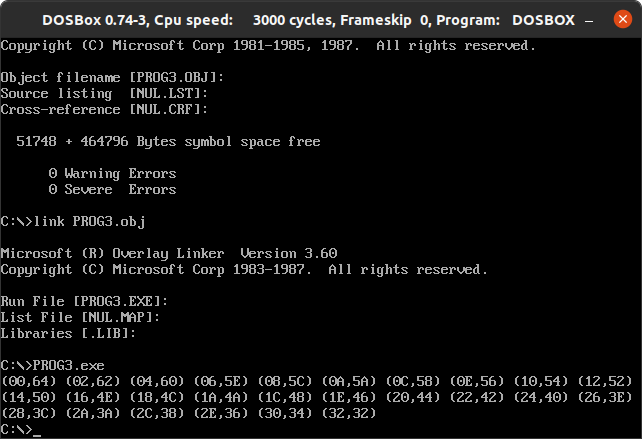 DOSBox 0.74-3, Cpu speed:    3000 cycles, Frameskip  0, Program:   DOSBOX
Copyright (C) Microsoft Corp 1981-1985, 1987.  All rights reserved.
Object filename [PROG3.OBJ]:
Source listing  [NUL.LST]:
Cross-reference [NUL.CRF]:
  51748 + 464796 Bytes symbol space free
      0 Warning Errors
      0 Severe  Errors
C:\>link PROG3.obj
Microsoft (R) Overlay Linker  Version 3.60
Copyright (C) Microsoft Corp 1983-1987.  All rights reserved.
Run File [PROG3.EXE]:
List File [NUL.MAP]:
Libraries [.LIB]:
C:\>PROG3.exe
(00,64) (02,62) (04,60) (06,5E) (08,5C) (0A,5A) (0C,58) (0E,56) (10,54) (12,52)
(14,50) (16,4E) (18,4C) (1A,4A) (1C,48) (1E,46) (20,44) (22,42) (24,40) (26,3E)
(28,3C) (2A,3A) (2C,38) (2E,36) (30,34) (32,32)
C:\>_